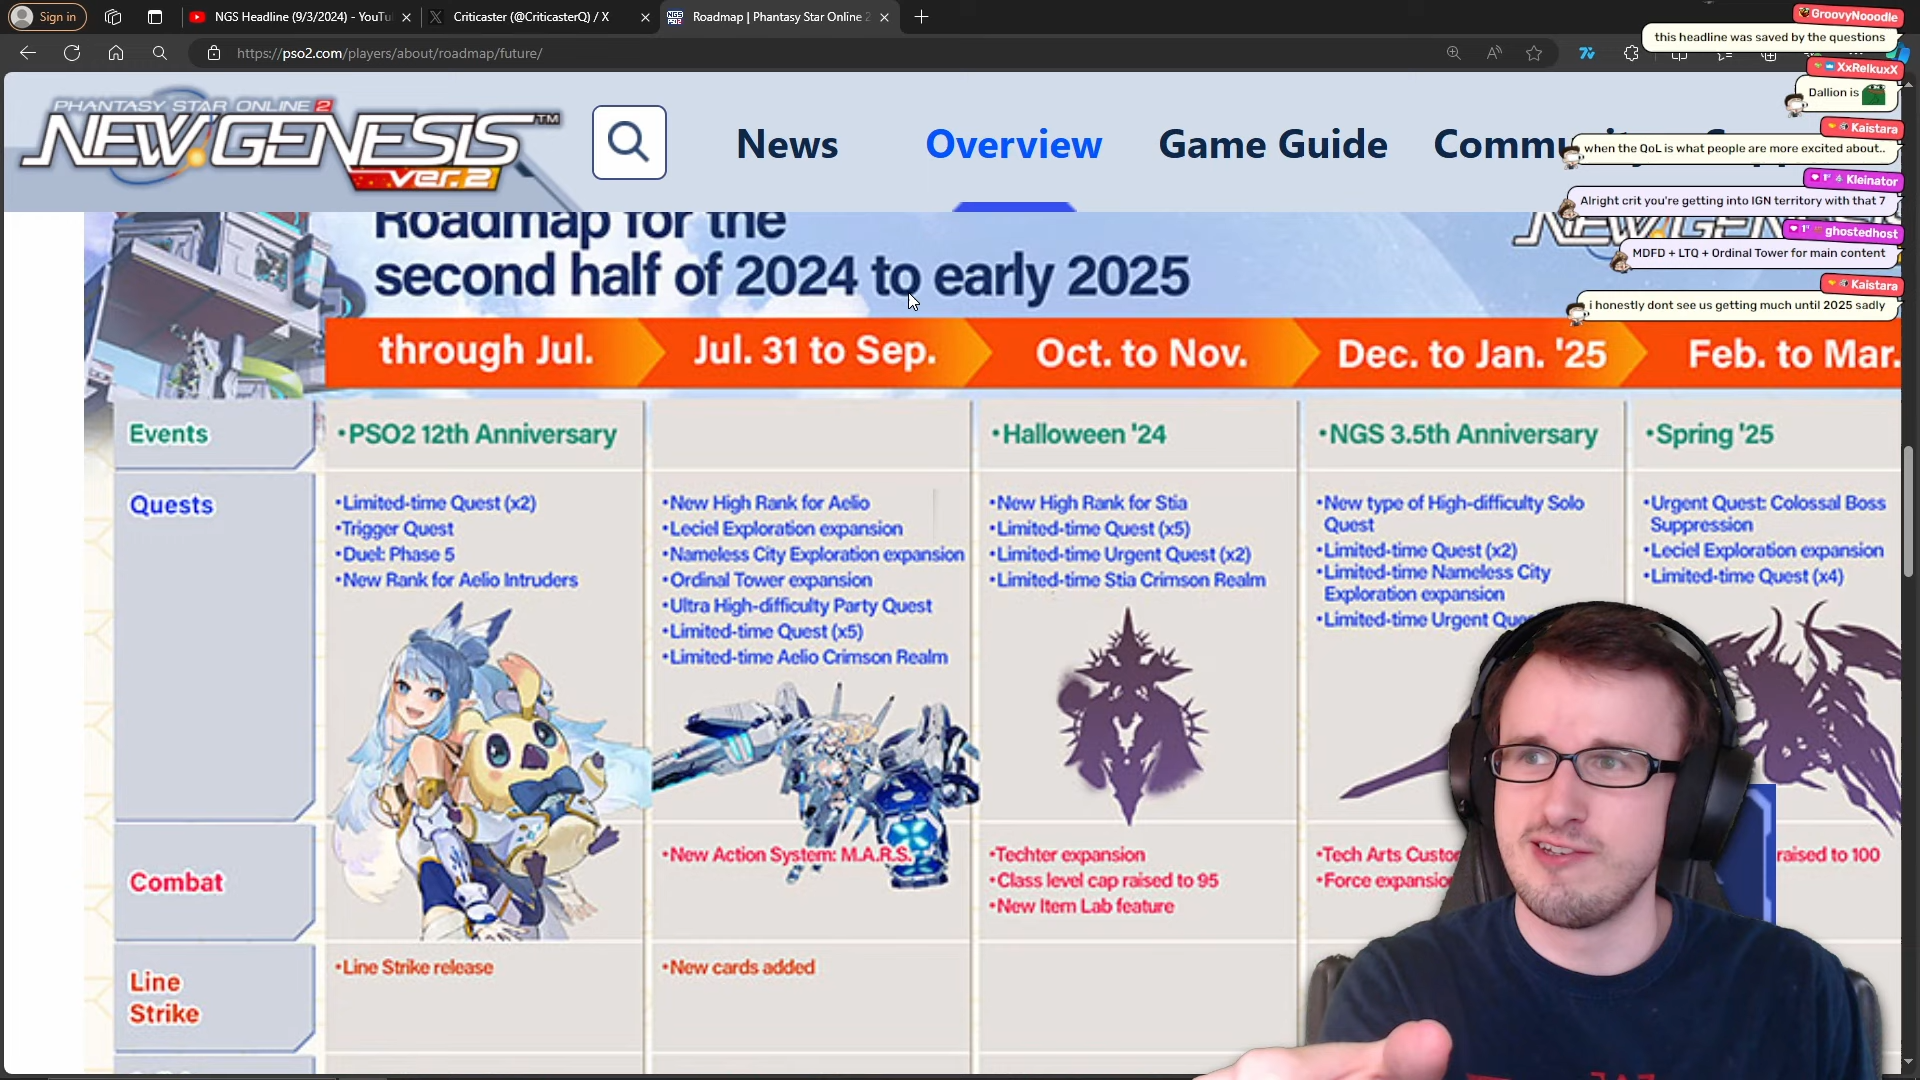 Sign in
NGS Headline (9/3/2024) - YouTu
Criticaster (@CriticasterQ) / X
Roadmap | Phantasy Star Online 2
https://pso2.com/players/about/roadmap/future/
GroovyNooodle
this headline was saved by the questions
XxRelkuxX
Dallion is
Kaistara
when the QoL is what people are more excited about..
Kleinator
Alright crit you're getting into IGN territory with that 7
ghostedhost
MDFD + LTQ + Ordinal Tower for main content
Kaistara
i honestly dont see us getting much until 2025 sadly
PHANTASY STAR ONLINE 2
NEW GENESIS TM
ver.2
News
Overview
Game Guide
Roadmap for the
second half of 2024 to early 2025
through Jul.
Jul. 31 to Sep.
Oct. to Nov.
Dec. to Jan. '25
Feb. to Mar.
Events
•PSO2 12th Anniversary
•Halloween '24
•NGS 3.5th Anniversary
•Spring '25
Quests
•Limited-time Quest (x2)
•Trigger Quest
•Duel: Phase 5
•New Rank for Aelio Intruders
•New High Rank for Aelio
•Leciel Exploration expansion
•Nameless City Exploration expansion
•Ordinal Tower expansion
•Ultra High-difficulty Party Quest
•Limited-time Quest (x5)
•Limited-time Aelio Crimson Realm
•New High Rank for Stia
•Limited-time Quest (x5)
•Limited-time Urgent Quest (x2)
•Limited-time Stia Crimson Realm
•New type of High-difficulty Solo
Quest
•Limited-time Quest (x2)
•Limited-time Nameless City
Exploration expansion
•Limited-time Urgent Que
•Urgent Quest: Colossal Boss
Suppression
•Leciel Exploration expansion
•Limited-time Quest (x4)
Combat
•New Action System: M.A.R.S.
•Techter expansion
•Class level cap raised to 95
•New Item Lab feature
•Tech Arts Custo
•Force expansio
raised to 100
Line
Strike
•Line Strike release
•New cards added